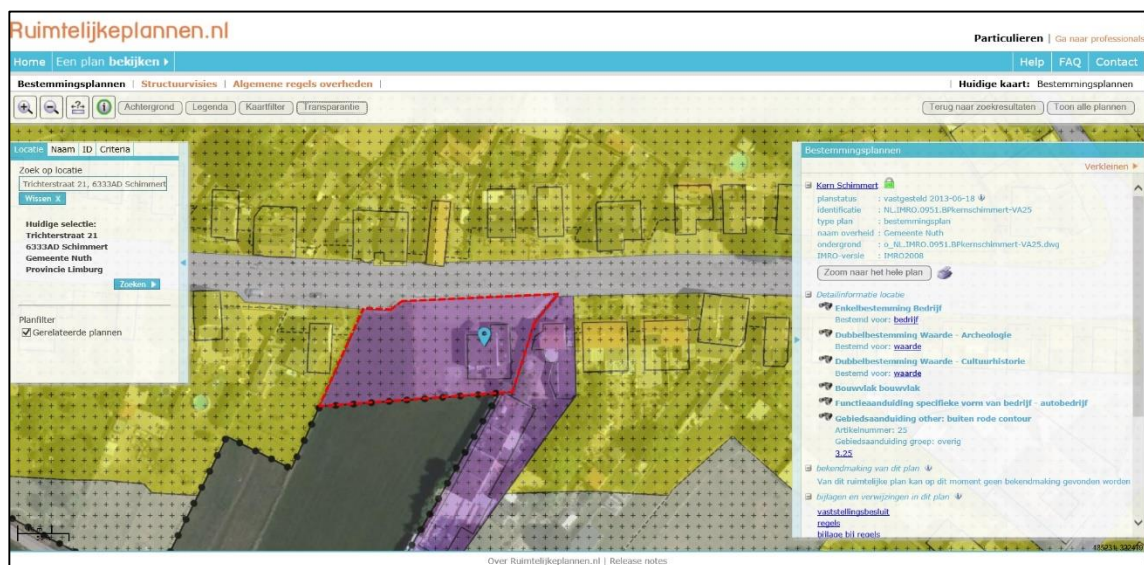 Ruimtelijkeplannen.nl
Particulieren | Ga naar professionals
Home | Een plan bekijken
Help | FAQ | Contact
Bestemmingsplannen | Structuurvisies | Algemene regels overheden |
| Huidige kaart: Bestemmingsplannen
Achtergrond Legenda Kaartfilter Transparantie
Terug naar zoekresultaten Toon alle plannen
Locatie Naam ID Criteria
Zoek op locatie
Trichterstraat 21, 6333AD Schimmert
Wissen X
Huidige selectie:
Trichterstraat 21
6333AD Schimmert
Gemeente Nuth
Provincie Limburg
Zoeken
Planfilter
Gerelateerde plannen
Bestemmingsplannen
Verkleinen
Kern Schimmert
planstatus : vastgesteld 2013-06-18
identificatie : NL.IMRO.0951.BPkernschimmert-VA25
type plan : bestemmingsplan
naam overheid : Gemeente Nuth
ondergrond : o_NL.IMRO.0951.BPkernschimmert-VA25.dwg
IMRO-versie : IMRO2008
Zoom naar het hele plan
Detailinformatie locatie
Enkelbestemming Bedrijf
Bestemd voor: bedrijf
Dubbelbestemming Waarde - Archeologie
Bestemd voor: waarde
Dubbelbestemming Waarde - Cultuurhistorie
Bestemd voor: waarde
Bouwvlak bouwvlak
Functieaanduiding specifieke vorm van bedrijf - autobedrijf
Gebiedsaanduiding other: buiten rode contour
Artikelnummer: 25
Gebiedsaanduiding groep: overig
3.25
bekendmaking van dit plan
Van dit ruimtelijke plan kan op dit moment geen bekendmaking gevonden worden
bijlagen en verwijzingen in dit plan
vaststellingsbesluit
regels
bijlage bij regels
Over Ruimtelijkeplannen.nl | Release notes